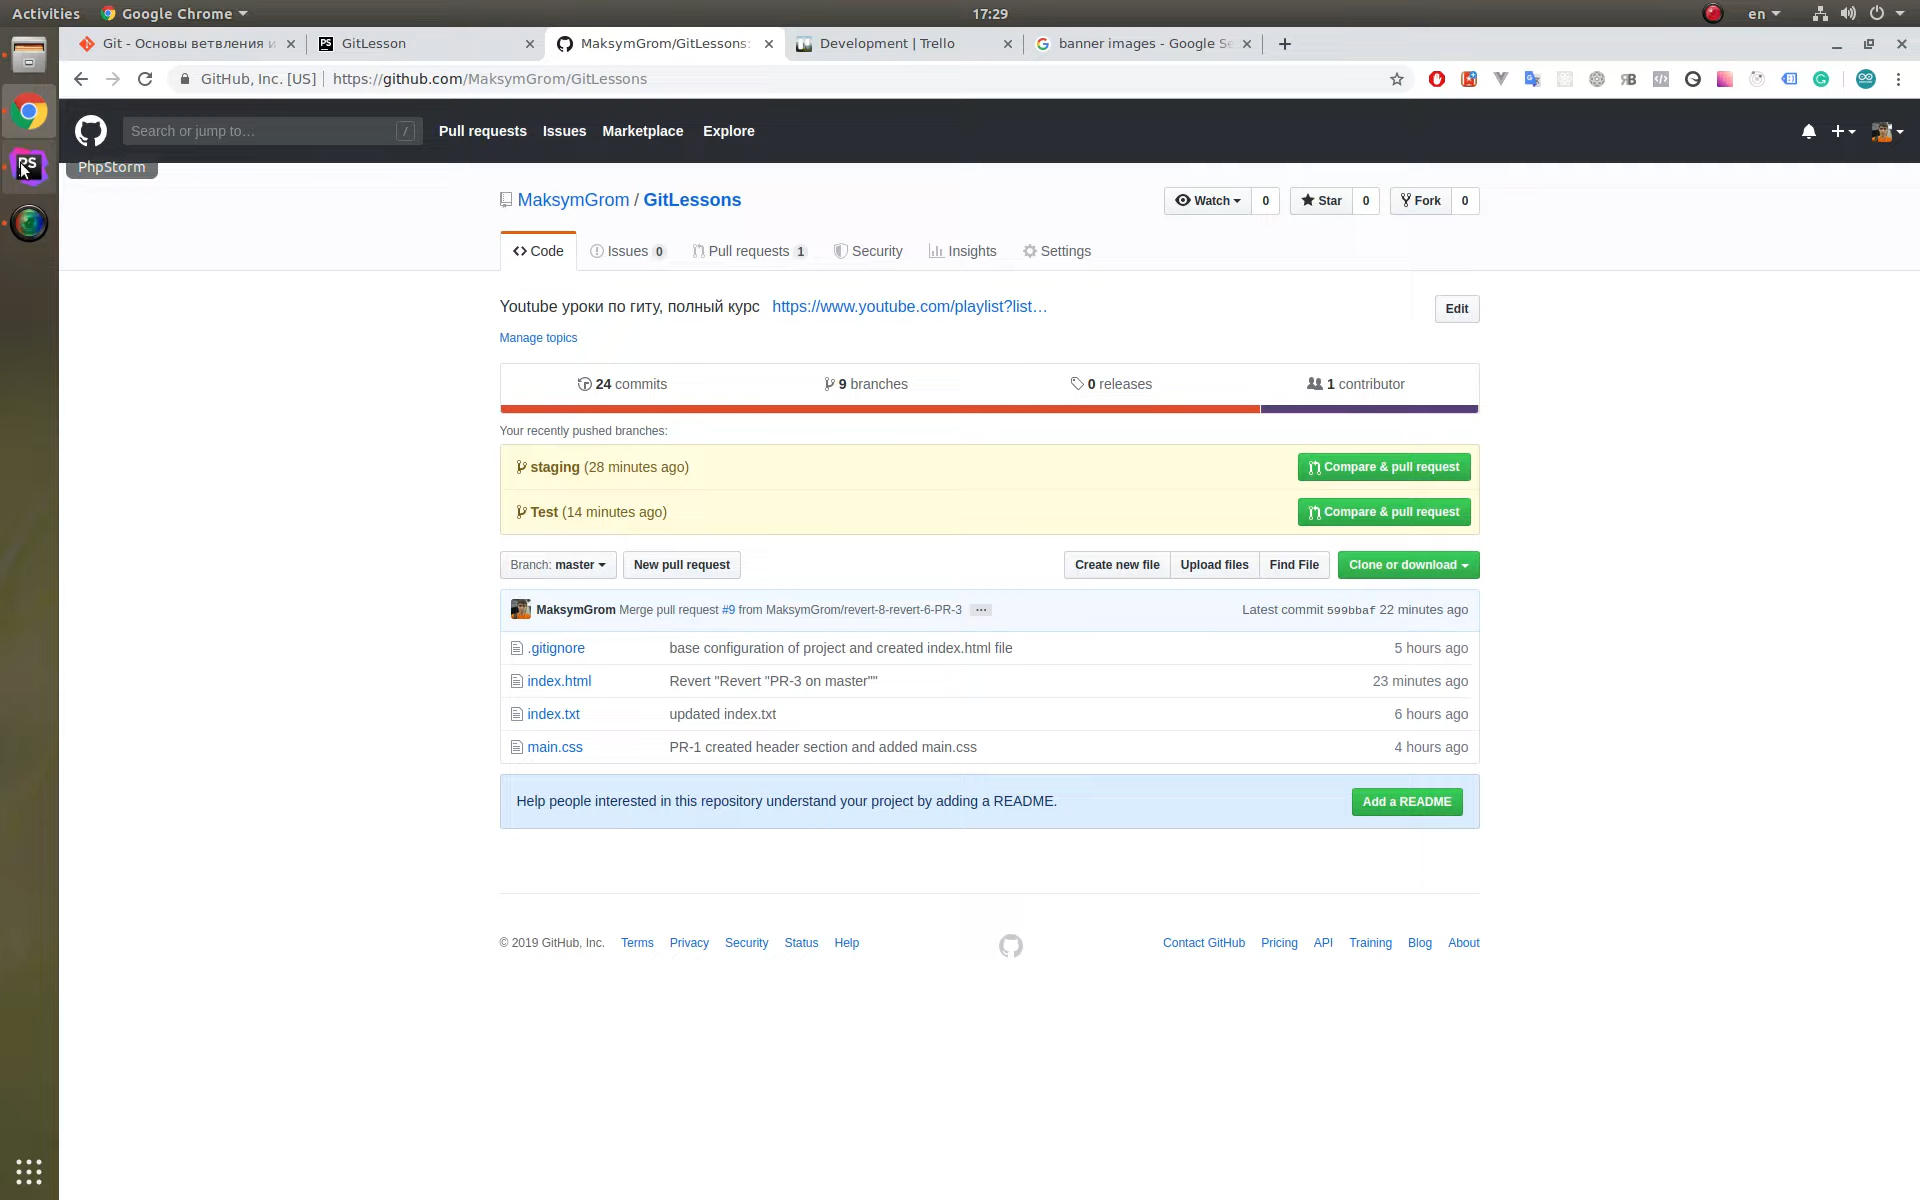 Activities Google Chrome 17:29 en
Git - Основы ветвления и GitLesson MaksymGrom/GitLessons: Development | Trello banner images - Google Se
GitHub, Inc. [US] https://github.com/MaksymGrom/GitLessons
Search or jump to… / Pull requests Issues Marketplace Explore
PhpStorm
MaksymGrom / GitLessons Watch 0 Star 0 Fork 0
Code Issues 0 Pull requests 1 Security Insights Settings
Youtube уроки по гиту, полный курс https://www.youtube.com/playlist?list… Edit
Manage topics
24 commits 9 branches 0 releases 1 contributor
Your recently pushed branches:
staging (28 minutes ago) Compare & pull request
Test (14 minutes ago) Compare & pull request
Branch: master New pull request Create new file Upload files Find File Clone or download
MaksymGrom Merge pull request #9 from MaksymGrom/revert-8-revert-6-PR-3 … Latest commit 599bbaf 22 minutes ago
.gitignore base configuration of project and created index.html file 5 hours ago
index.html Revert "Revert "PR-3 on master"" 23 minutes ago
index.txt updated index.txt 6 hours ago
main.css PR-1 created header section and added main.css 4 hours ago
Help people interested in this repository understand your project by adding a README. Add a README
© 2019 GitHub, Inc. Terms Privacy Security Status Help Contact GitHub Pricing API Training Blog About